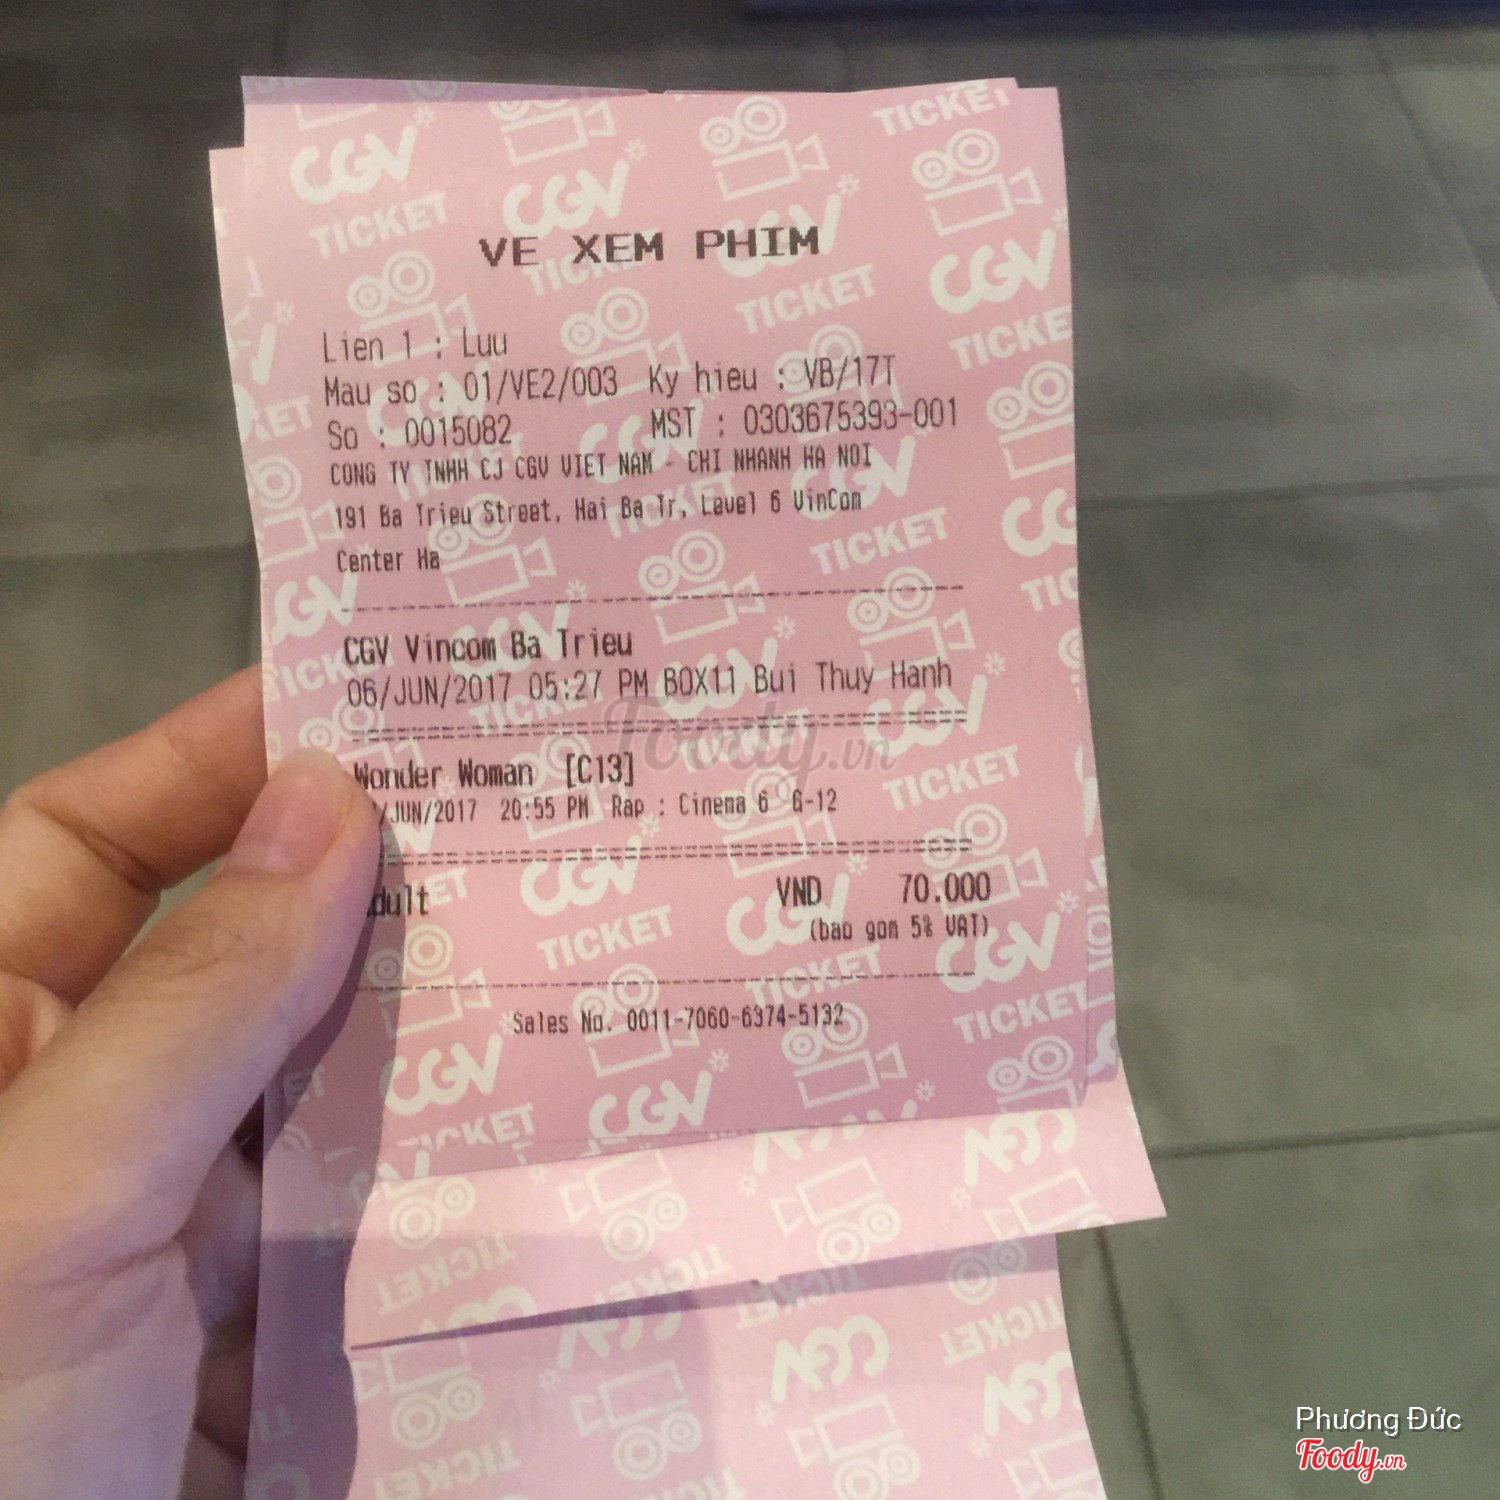 VE XEM PHIM
Lien 1 : Luu
Mau so : 01/VE2/003 Ky hieu : VB/17T
So : 0015082 MST : 0303675393-001
CONG TY TNHH CJ CGV VIET NAM - CHI NHANH HA NOI
191 Ba Trieu Street, Hai Ba Tr, Level 6 VinCom
Center Ha
CGV Vincom Ba Trieu
06/JUN/2017 05:27 PM BOX11 Bui Thuy Hanh
Wonder Woman [C13]
/JUN/2017 20:55 PM Rap : Cinema 6 G-12
dult VND 70.000
(bao gom 5% VAT)
Sales No. 0011-7060-6374-5132
CGV TICKET
Foody.vn
Phương Đức
Foody.vn